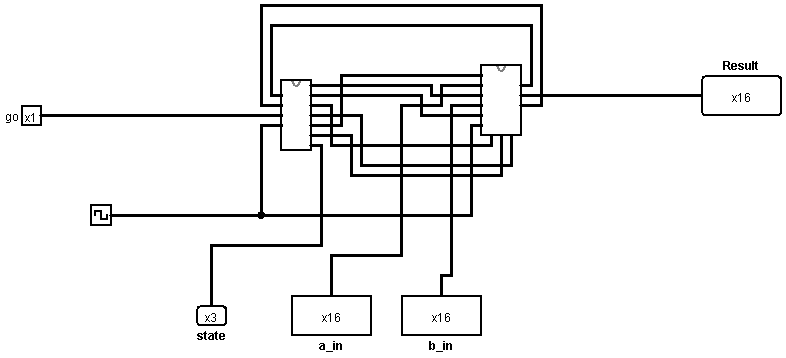 Result
x16
go x1
x3
state
x16
a_in
x16
b_in